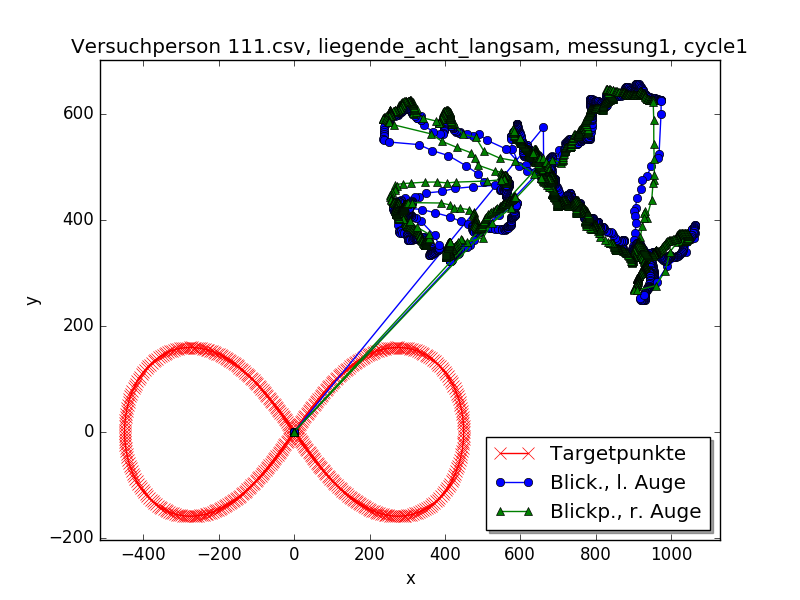 Versuchperson 111.csv, liegende_acht_langsam, messung1, cycle1
600
400
200
0
−200
y
−400 −200 0 200 400 600 800 1000
x
Targetpunkte
Blick., l. Auge
Blickp., r. Auge